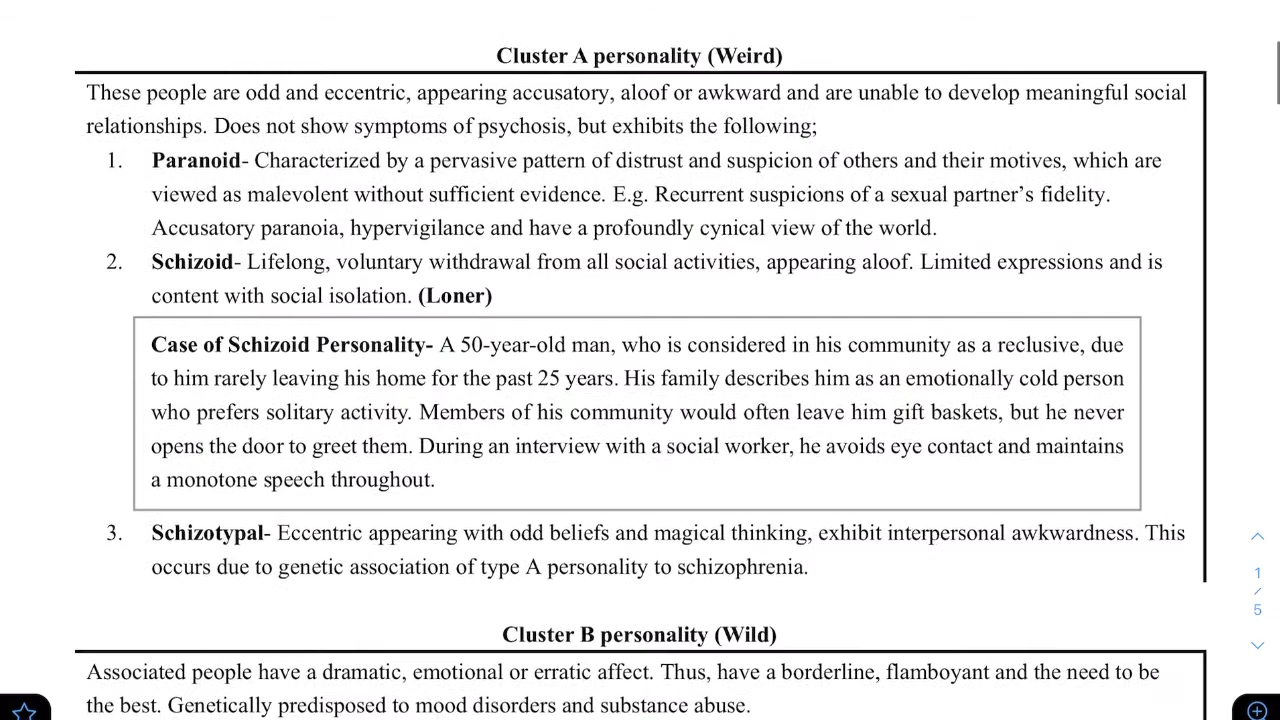 Cluster A personality (Weird)
These people are odd and eccentric, appearing accusatory, aloof or awkward and are unable to develop meaningful social
relationships. Does not show symptoms of psychosis, but exhibits the following;
1. Paranoid- Characterized by a pervasive pattern of distrust and suspicion of others and their motives, which are
viewed as malevolent without sufficient evidence. E.g. Recurrent suspicions of a sexual partner’s fidelity.
Accusatory paranoia, hypervigilance and have a profoundly cynical view of the world.
2. Schizoid- Lifelong, voluntary withdrawal from all social activities, appearing aloof. Limited expressions and is
content with social isolation. (Loner)
Case of Schizoid Personality- A 50-year-old man, who is considered in his community as a reclusive, due
to him rarely leaving his home for the past 25 years. His family describes him as an emotionally cold person
who prefers solitary activity. Members of his community would often leave him gift baskets, but he never
opens the door to greet them. During an interview with a social worker, he avoids eye contact and maintains
a monotone speech throughout.
3. Schizotypal- Eccentric appearing with odd beliefs and magical thinking, exhibit interpersonal awkwardness. This
occurs due to genetic association of type A personality to schizophrenia.
Cluster B personality (Wild)
Associated people have a dramatic, emotional or erratic affect. Thus, have a borderline, flamboyant and the need to be
the best. Genetically predisposed to mood disorders and substance abuse.
1
/
5